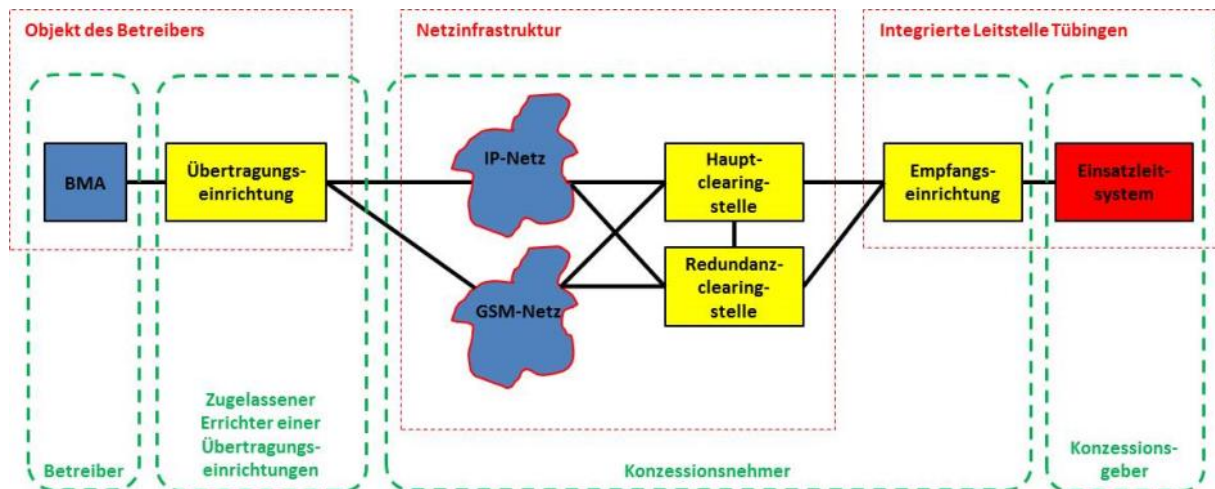 Objekt des Betreibers
Netzinfrastruktur
Integrierte Leitstelle Tübingen
BMA
Übertragungs-
einrichtung
IP-Netz
GSM-Netz
Haupt-
clearing-
stelle
Redundanz-
clearing-
stelle
Empfangs-
einrichtung
Einsatzleit-
system
Betreiber
Zugelassener
Errichter einer
Übertragungs-
einrichtungen
Konzessionsnehmer
Konzessions-
geber